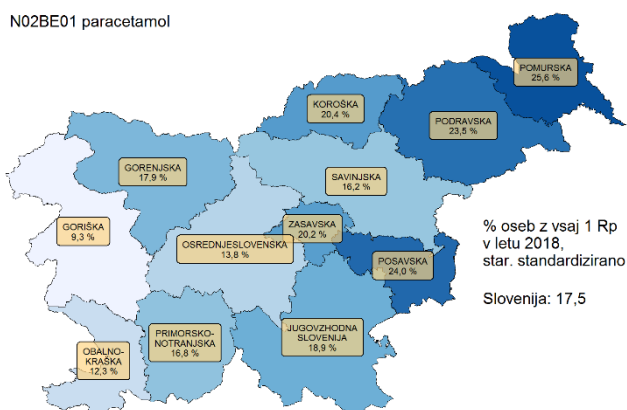 N02BE01 paracetamol
POMURSKA
25,6 %
KOROŠKA
20,4 %
PODRAVSKA
23,5 %
GORENJSKA
17,9 %
SAVINJSKA
16,2 %
GORIŠKA
9,3 %
ZASAVSKA
20,2 %
OSREDNJESLOVENSKA
13,8 %
POSAVSKA
24,0 %
% oseb z vsaj 1 Rp
v letu 2018,
star. standardizirano
Slovenija: 17,5
PRIMORSKO-
NOTRANJSKA
16,8 %
JUGOVZHODNA
SLOVENIJA
18,9 %
OBALNO-
KRAŠKA
12,3 %